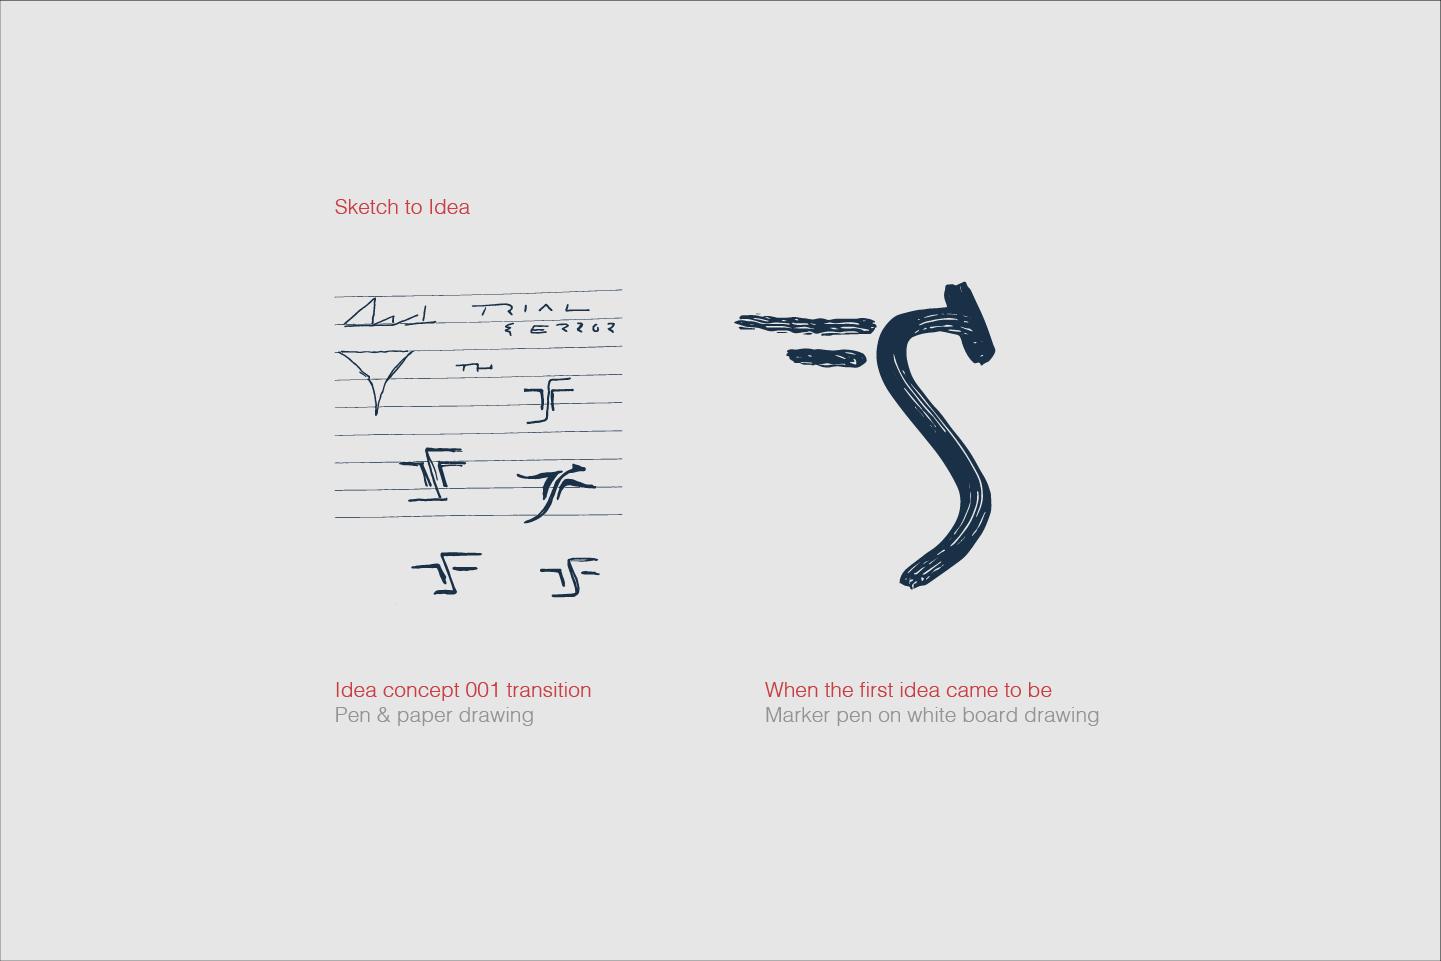 Sketch to Idea
TRIAL
& ERROR
TH
Idea concept 001 transition
Pen & paper drawing
When the first idea came to be
Marker pen on white board drawing